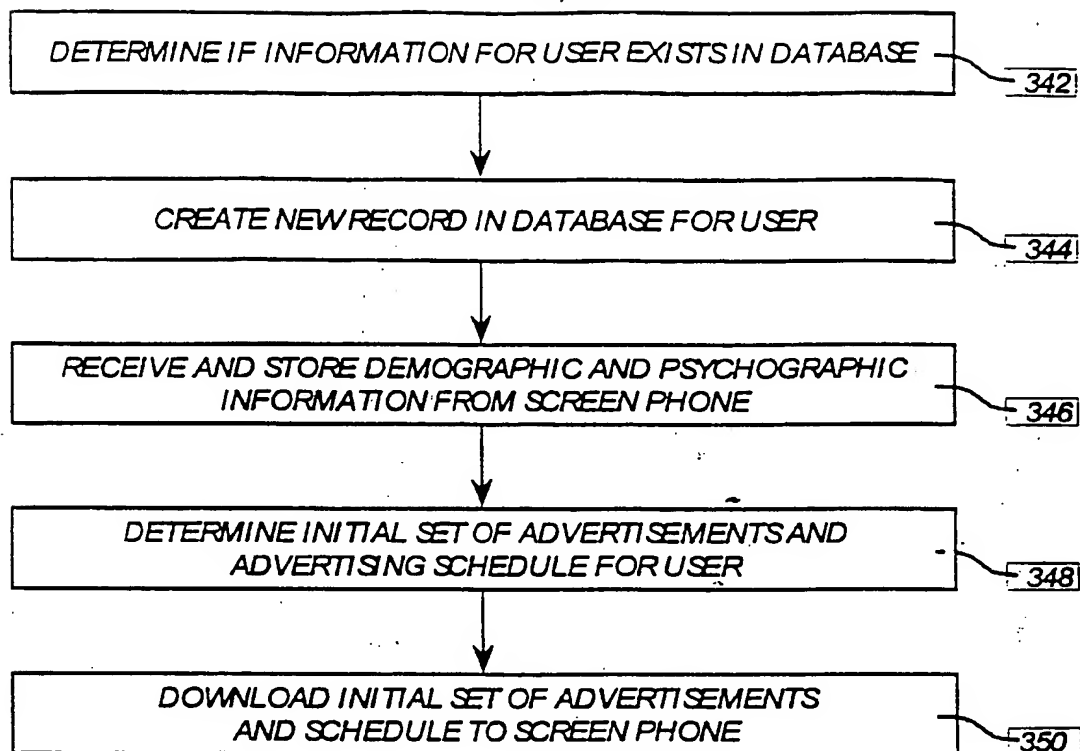 DETERMINE IF INFORMATION FOR USER EXISTS IN DATABASE
342
CREATE NEW RECORD IN DATABASE FOR USER
344
RECEIVE AND STORE DEMOGRAPHIC AND PSYCHOGRAPHIC
INFORMATION FROM SCREEN PHONE
346
DETERMINE INITIAL SET OF ADVERTISEMENTS AND
ADVERTISING SCHEDULE FOR USER
348
DOWNLOAD INITIAL SET OF ADVERTISEMENTS
AND SCHEDULE TO SCREEN PHONE
350